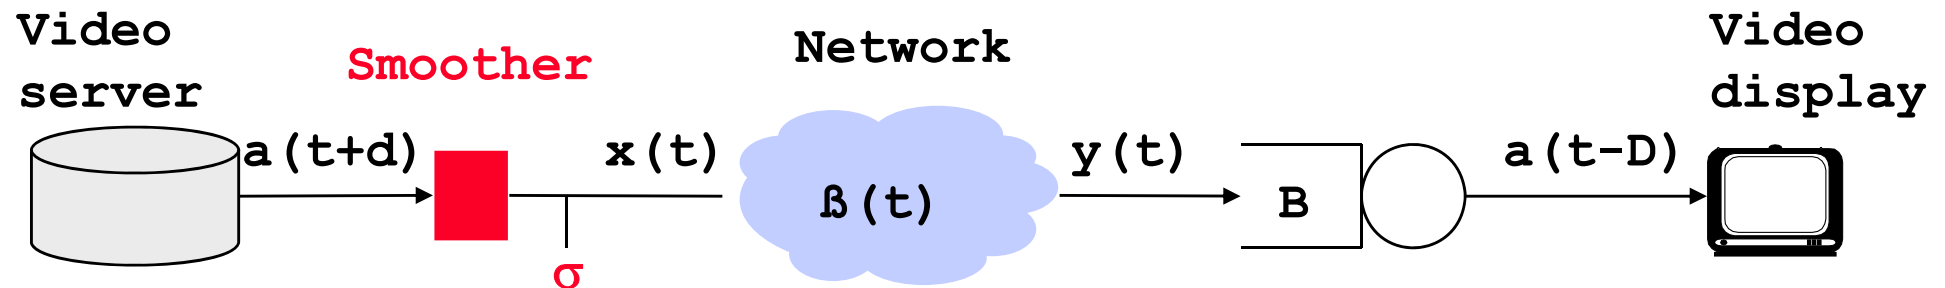 Video
server
Smoother
Network
Video
display
a(t+d)
x(t)
ß(t)
y(t)
B
a(t-D)
σ